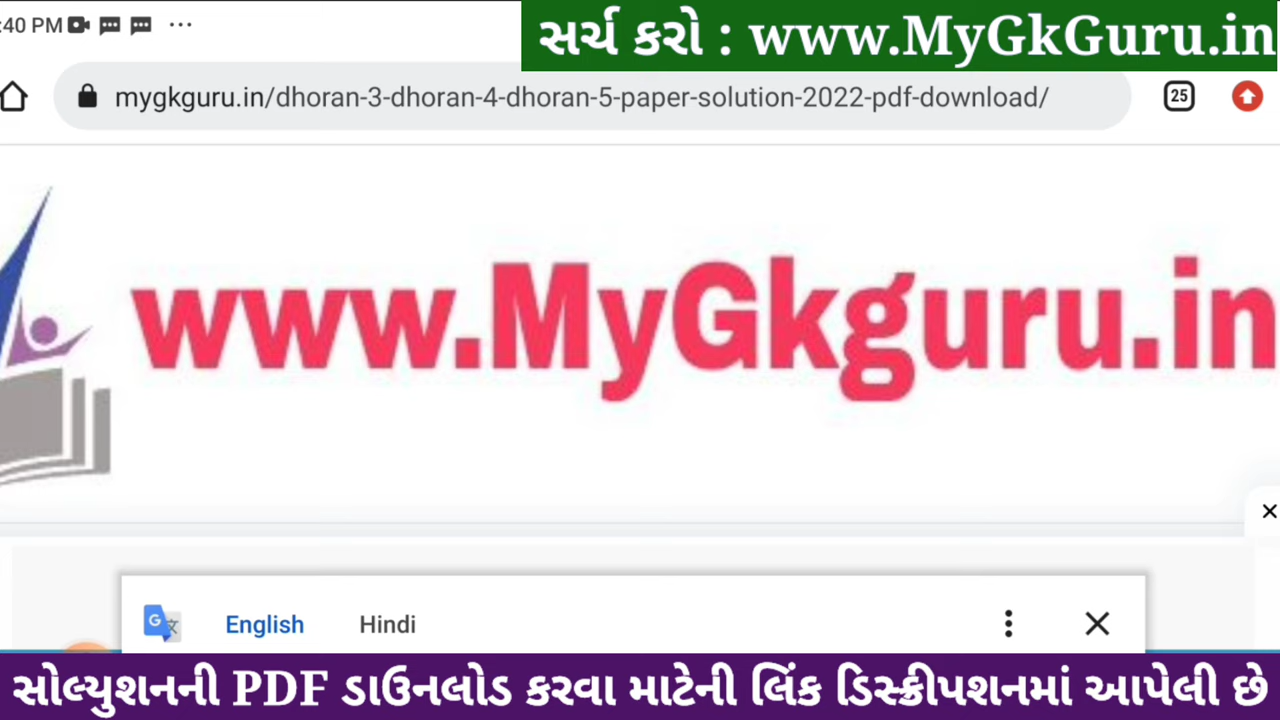 :40 PM
સર્ચ કરો : www.MyGkGuru.in
mygkguru.in/dhoran-3-dhoran-4-dhoran-5-paper-solution-2022-pdf-download/
25
www.MyGkguru.in
English Hindi
સોલ્યુશનની PDF ડાઉનલોડ કરવા માટેની લિંક ડિસ્ક્રીપશનમાં આપેલી છે